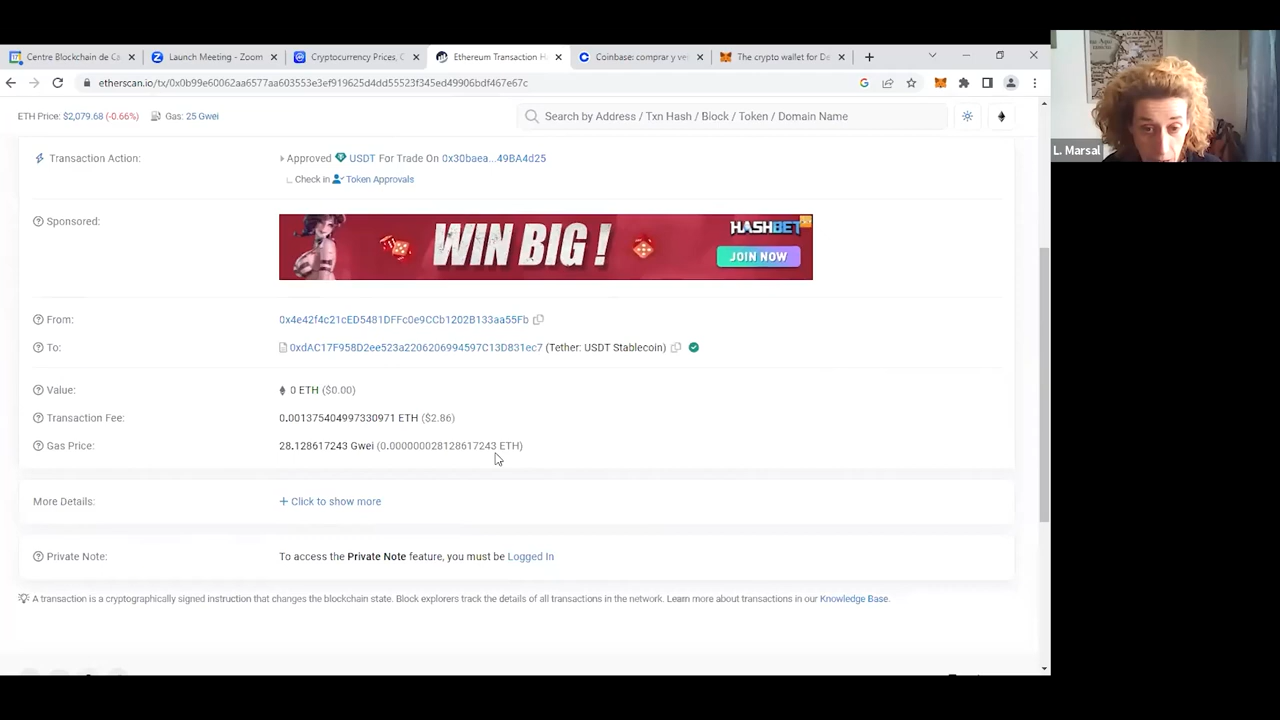 Centre Blockchain de Ca
Launch Meeting - Zoom
Cryptocurrency Prices, C
Ethereum Transaction H
Coinbase: comprar y ve
The crypto wallet for De
etherscan.io/tx/0x0b99e60062aa6577aa603553e3ef919625d4dd55523f345ed49906bdf467e67c
ETH Price: $2,079.68 (-0.66%) Gas: 25 Gwei
Search by Address / Txn Hash / Block / Token / Domain Name
L. Marsal
Transaction Action: Approved USDT For Trade On 0x30baea...49BA4d25
Check in Token Approvals
Sponsored:
WIN BIG !
HASHBET
JOIN NOW
From: 0x4e42f4c21cED5481DFFc0e9CCb1202B133aa55Fb
To: 0xdAC17F958D2ee523a2206206994597C13D831ec7 (Tether: USDT Stablecoin)
Value: 0 ETH ($0.00)
Transaction Fee: 0.001375404997330971 ETH ($2.86)
Gas Price: 28.128617243 Gwei (0.000000028128617243 ETH)
More Details: + Click to show more
Private Note: To access the Private Note feature, you must be Logged In
A transaction is a cryptographically signed instruction that changes the blockchain state. Block explorers track the details of all transactions in the network. Learn more about transactions in our Knowledge Base.